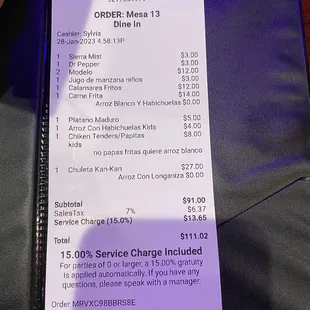 ORDER: Mesa 13
Dine In
Cashier: Sylvia
28-Jan-2023 4:58:13P
1 Sierra Mist $3.00
1 Dr Pepper $3.00
2 Modelo $12.00
1 Jugo de manzana niños $3.00
1 Calamares Fritos $12.00
1 Carne Frita $14.00
Arroz Blanco Y Habichuelas $0.00
1 Platano Maduro $5.00
1 Arroz Con Habichuelas Kids $4.00
1 Chiken Tenders/Papitas $8.00
kids
no papas fritas quiere arroz blanco
1 Chuleta Kan-Kan $27.00
Arroz Con Longaniza $0.00
Subtotal $91.00
SalesTax 7% $6.37
Service Charge (15.0%) $13.65
Total $111.02
15.00% Service Charge Included
For parties of 0 or larger, a 15.00% gratuity
is applied automatically. If you have any
questions, please speak with a manager.
Order MRVXC98BBRS8E